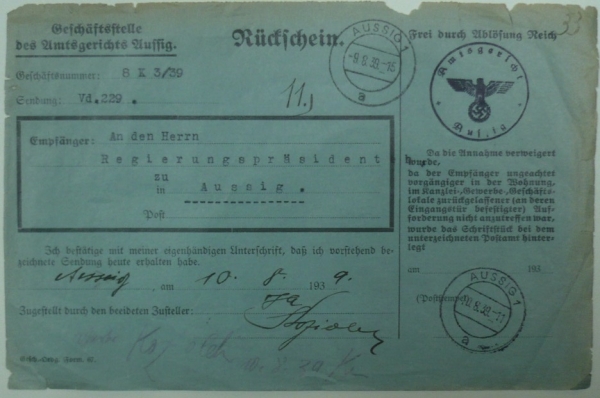 Geschäftsstelle
des Amtsgerichts Aussig.
Rückschein.
Frei durch Ablösung Reich
33
Geschäftsnummer: 8 K 3/39
Sendung: Vd.229.
AUSSIG 1
a
Amtsgericht
Aussig
Empfänger: An den Herrn
Regierungspräsident
zu
in Aussig.
Post
Ich bestätige mit meiner eigenhändigen Unterschrift, daß ich vorstehend be-
zeichnete Sendung heute erhalten habe.
Aussig am 10. 8. 1939.
Zugestellt durch den beeideten Zusteller:
Da die Annahme verweigert
wurde,
da der Empfänger ungeachtet
vorgängiger in der Wohnung,
im Kanzlei-, Gewerbe-, Geschäfts-
lokale zurückgelassener (an deren
Eingangstür befestigter) Auf-
forderung nicht anzutreffen war,
wurde das Schriftstück bei dem
unterzeichneten Postamt hinter-
legt
am 193
AUSSIG 1
a